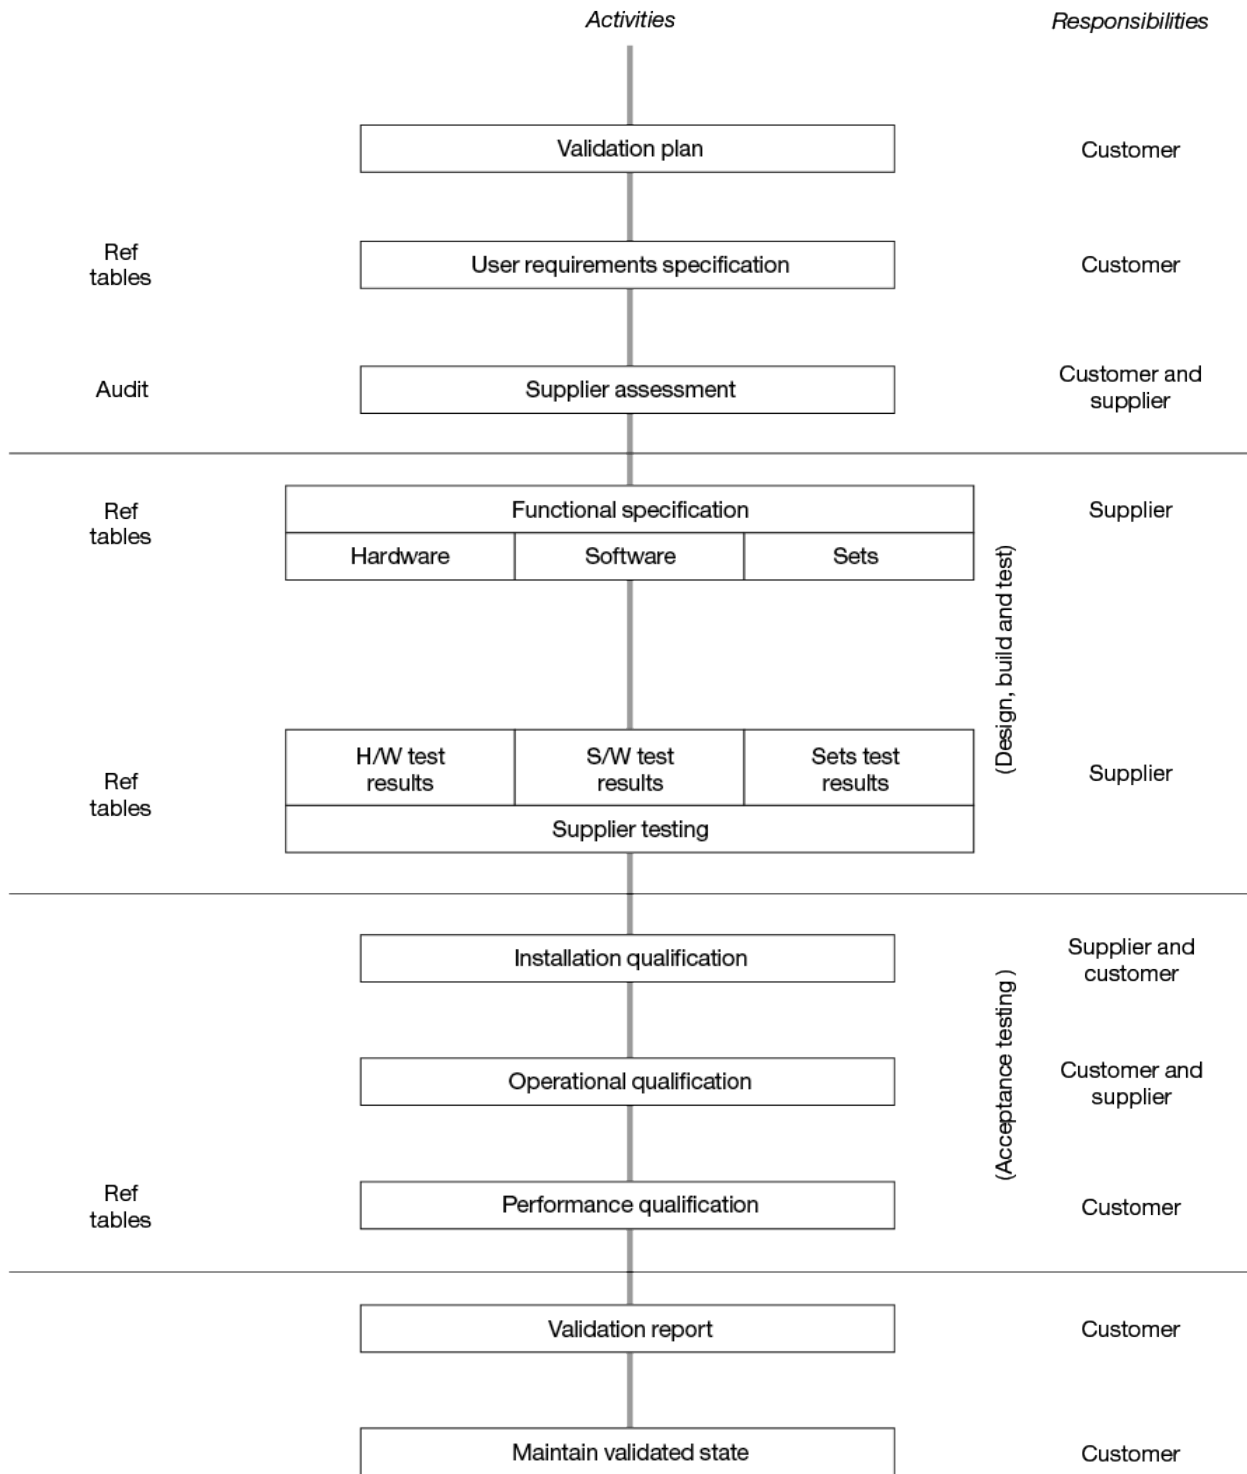 Activities
Responsibilities
Validation plan
Customer
Ref
tables
User requirements specification
Customer
Audit
Supplier assessment
Customer and
supplier
Ref
tables
Functional specification
Hardware
Software
Sets
Supplier
(Design, build and test)
Ref
tables
H/W test
results
S/W test
results
Sets test
results
Supplier testing
Supplier
Installation qualification
Supplier and
customer
(Acceptance testing )
Operational qualification
Customer and
supplier
Ref
tables
Performance qualification
Customer
Validation report
Customer
Maintain validated state
Customer